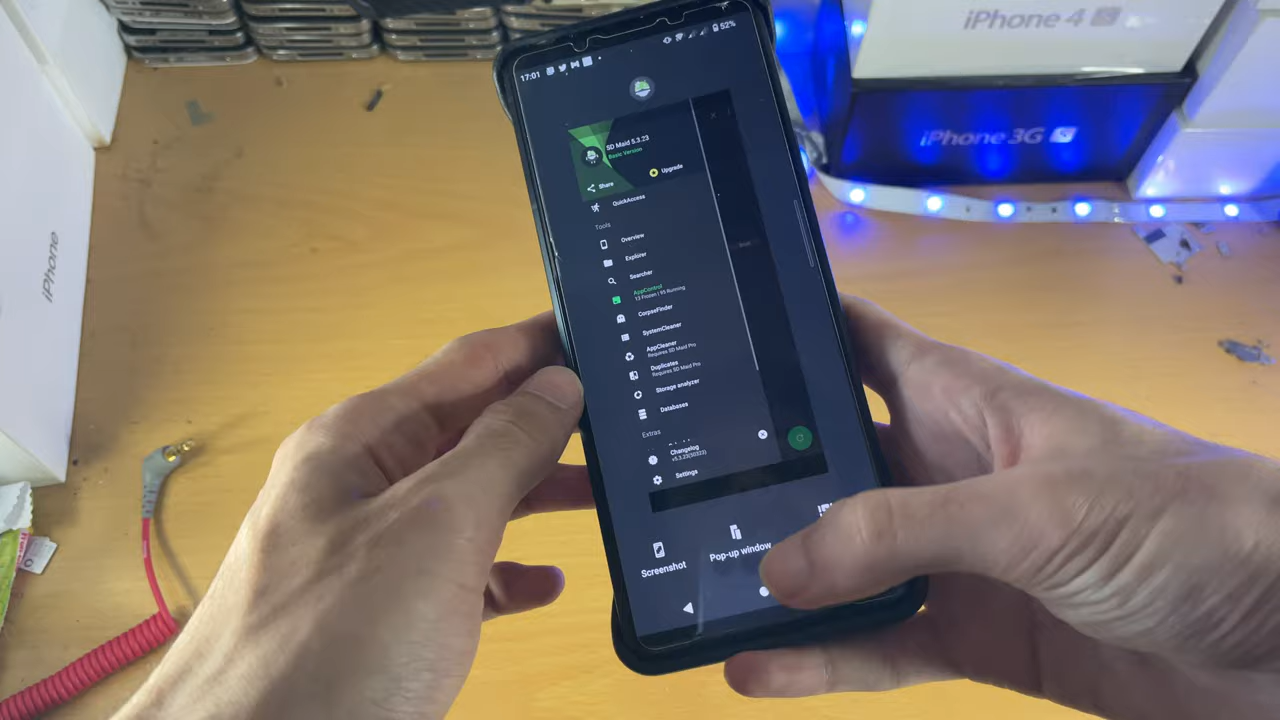 iPhone 4 S
iPhone 3G S
iPhone
17:01
52%
SD Maid 5.3.23
Basic Version
Share
Upgrade
QuickAccess
Tools
Overview
Explorer
Searcher
AppControl
13 Frozen | 95 Running
CorpseFinder
SystemCleaner
AppCleaner
Requires SD Maid Pro
Duplicates
Requires SD Maid Pro
Storage analyzer
Databases
Extras
Changelog
Settings
Screenshot
Pop-up window